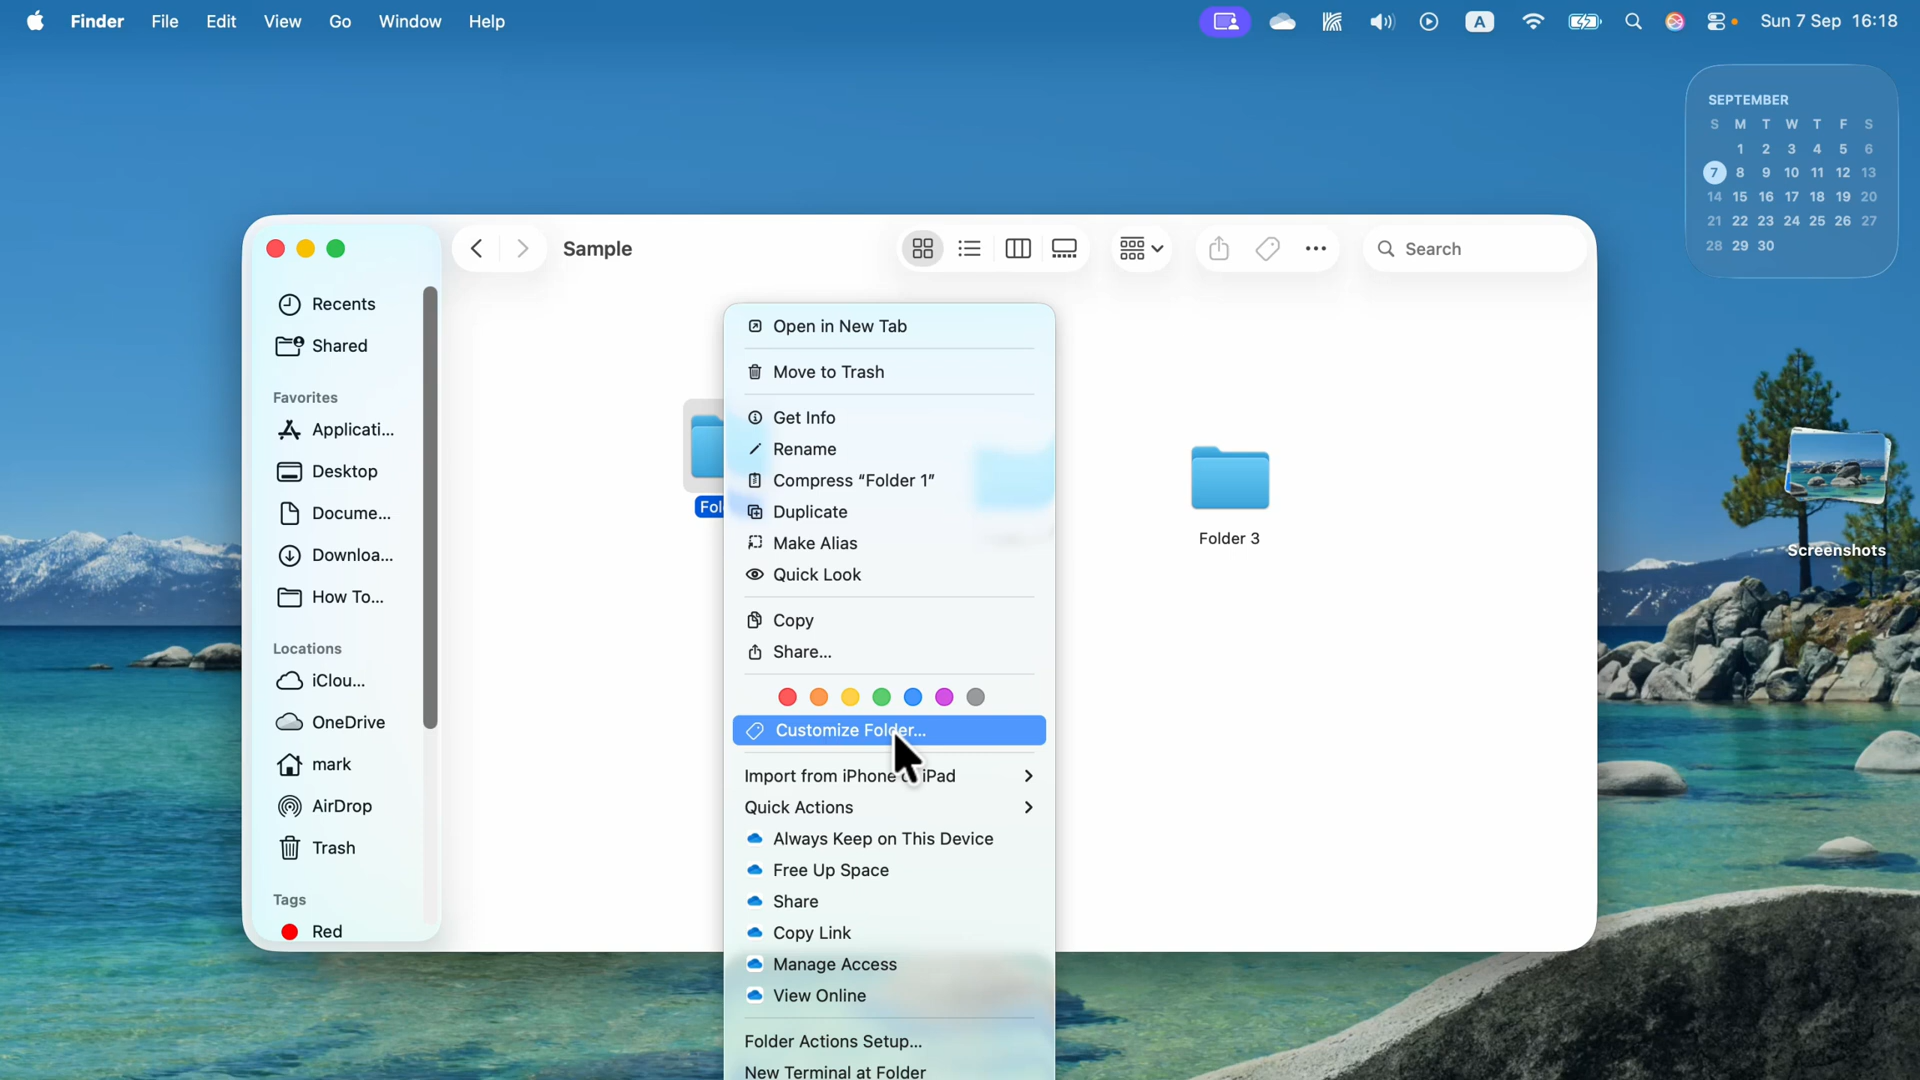 Finder File Edit View Go Window Help A Sun 7 Sep 16:18
SEPTEMBER
S M T W T F S
1 2 3 4 5 6
7 8 9 10 11 12 13
14 15 16 17 18 19 20
21 22 23 24 25 26 27
28 29 30
Screenshots
Sample
Search
Recents
Shared
Favorites
Applicati...
Desktop
Docume...
Downloa...
How To...
Locations
iClou...
OneDrive
mark
AirDrop
Trash
Tags
Red
Folder 3
Open in New Tab
Move to Trash
Get Info
Rename
Compress “Folder 1”
Duplicate
Make Alias
Quick Look
Copy
Share...
Customize Folder...
Import from iPhone or iPad
Quick Actions
Always Keep on This Device
Free Up Space
Share
Copy Link
Manage Access
View Online
Folder Actions Setup...
New Terminal at Folder